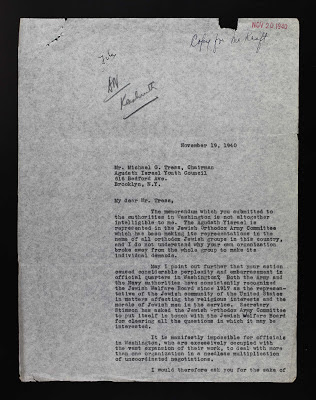 NOV 20 1940
Copy for Mr. Kraft
File
November 19, 1940
Mr. Michael G. Tress, Chairman
Agudath Israel Youth Council
616 Bedford Ave.
Brooklyn, N.Y.
My dear Mr. Tress,
The memorandum which you submitted to
the authorities in Washington is not altogether
intelligible to me. The Agudath Yisroel is
represented in the Jewish Orthodox Army Committee
which has been making its representations in the
name of all orthodox Jewish groups in this country,
and I do not understand why your own organization
broke away from the whole group to make its
individual demands.
May I point out further that your action
caused considerable perplexity and embarrassment in
official quarters in Washington. Both the Army and
the Navy authorities have consistently recognized
the Jewish Welfare Board since 1917 as the represen-
tative of the Jewish community of the United States
in matters affecting the religious interests and the
morale of Jewish men in the service. Secretary
Stimson has asked the Jewish Orthodox Army Committee
to put itself in touch with the Jewish Welfare Board
for clearing all the questions in which it may be
interested.
It is manifestly impossible for officials
in Washington, who are excessively occupied with
the vast expansion of their work, to deal with more
than one organization in a needless multiplication
of uncoordinated negotiations.
I would therefore ask you for the sake of